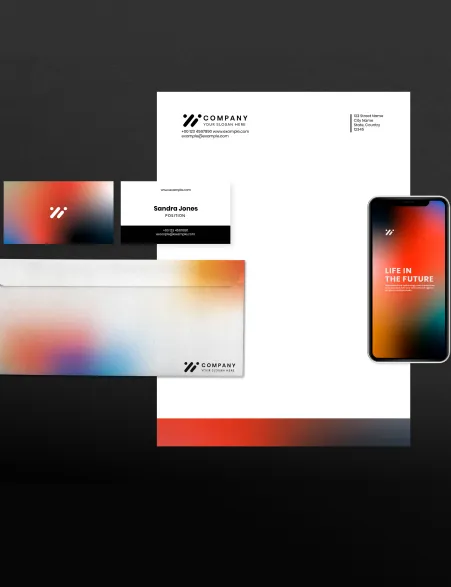 COMPANY
YOUR SLOGAN HERE
+00 123 4567890 www.example.com
example@example.com
123 Street Name
City Name
State, Country
www.example.com
Sandra Jones
POSITION
+00 123 4567890
example@example.com
LIFE IN
THE FUTURE
COMPANY
YOUR SLOGAN HERE